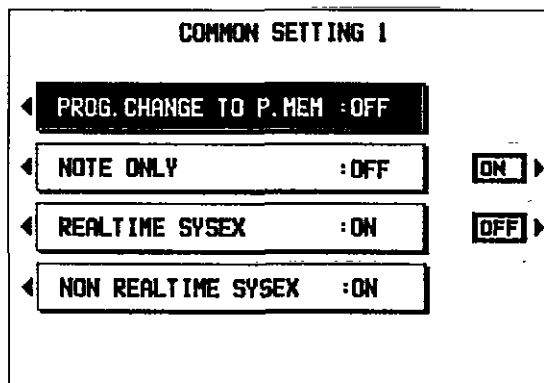 COMMON SETTING 1
PROG.CHANGE TO P.MEM :OFF
NOTE ONLY :OFF
ON
REALTIME SYSEX :ON
OFF
NON REALTIME SYSEX :ON